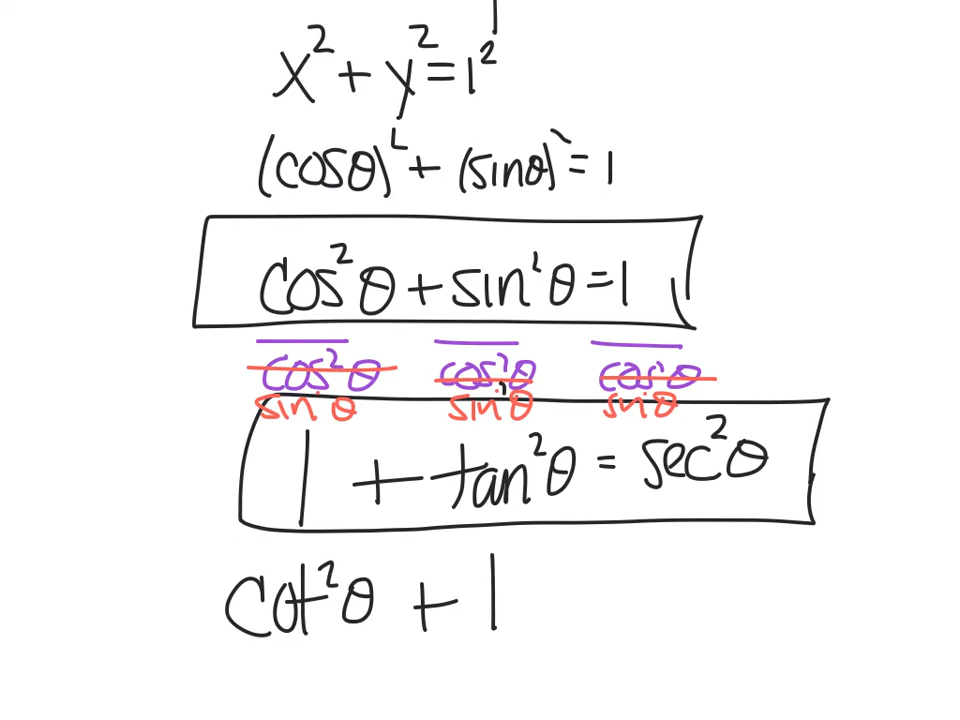 x² + y² = 1²
(cosθ)² + (sinθ)² = 1
cos²θ + sin²θ = 1
cos²θ cos²θ cos²θ
sin²θ sin²θ sin²θ
1 + tan²θ = sec²θ
cot²θ + 1